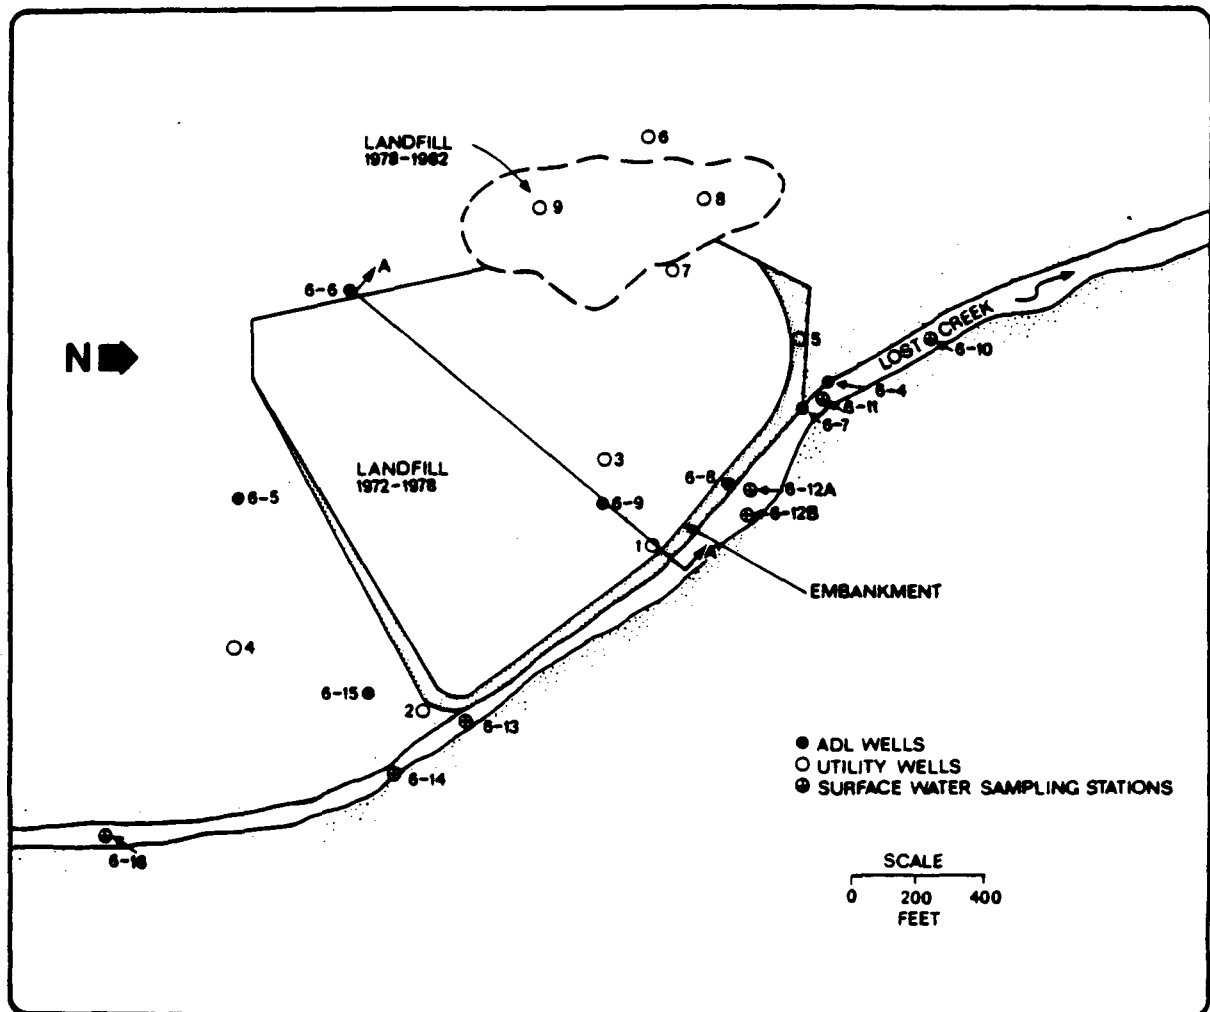 6
LANDFILL
1978-1982
9
8
A
7
6-6
N
5
LOST CREEK
6-10
6-4
6-11
6-7
3
LANDFILL
1972-1978
6-8
6-12A
6-5
6-9
6-12B
1
A'
EMBANKMENT
4
6-15
2
6-13
ADL WELLS
UTILITY WELLS
6-14
SURFACE WATER SAMPLING STATIONS
6-16
SCALE
0 200 400
FEET